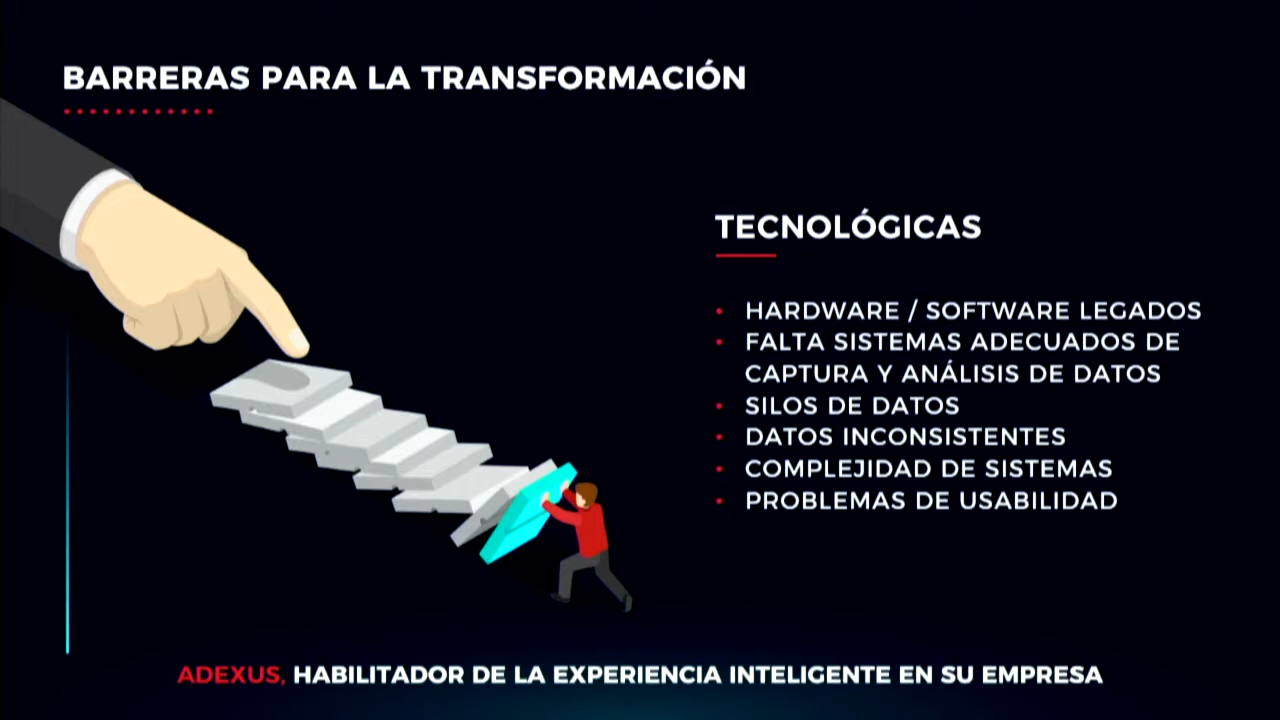 BARRERAS PARA LA TRANSFORMACIÓN
TECNOLÓGICAS
• HARDWARE / SOFTWARE LEGADOS
• FALTA SISTEMAS ADECUADOS DE
CAPTURA Y ANÁLISIS DE DATOS
• SILOS DE DATOS
• DATOS INCONSISTENTES
• COMPLEJIDAD DE SISTEMAS
• PROBLEMAS DE USABILIDAD
ADEXUS, HABILITADOR DE LA EXPERIENCIA INTELIGENTE EN SU EMPRESA